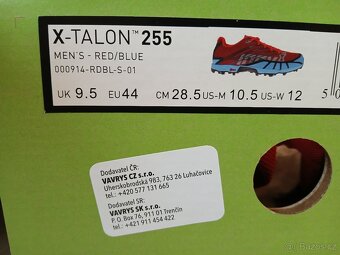 X-TALON™ 255
MEN'S - RED/BLUE
000914-RDBL-S-01
UK 9.5 EU 44 CM 28.5 US-M 10.5 US-W 12
Dodavatel ČR:
VAVRYS CZ s.r.o.
Uherskobrodská 983, 763 26 Luhačovice
+420 577 131 665
Dodavatel SR:
VAVRYS SK s.r.o.
P.O. Box 76, 911 01 Trenčín
+421 911 454 422